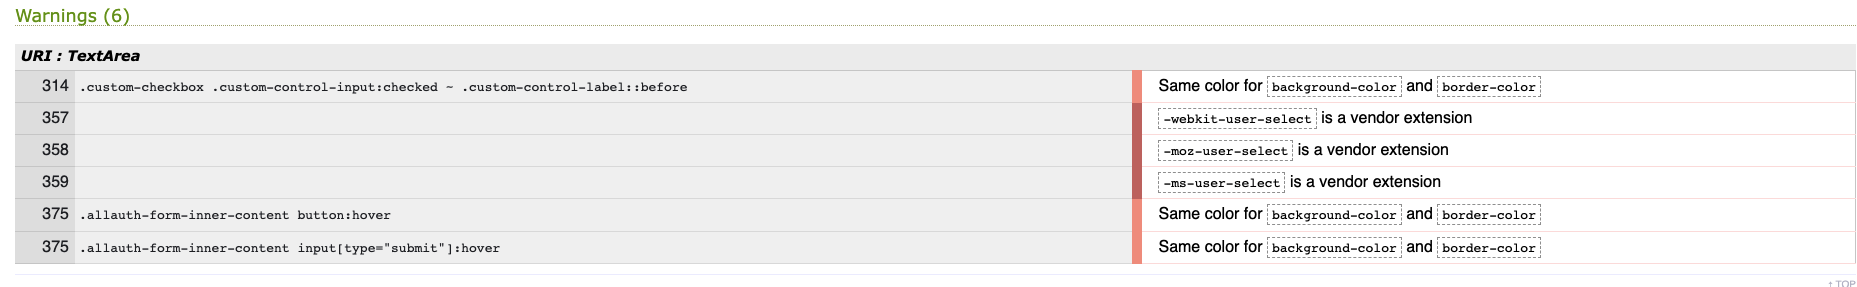 Warnings (6)
URI : TextArea
314 .custom-checkbox .custom-control-input:checked ~ .custom-control-label::before Same color for background-color and border-color
357 -webkit-user-select is a vendor extension
358 -moz-user-select is a vendor extension
359 -ms-user-select is a vendor extension
375 .allauth-form-inner-content button:hover Same color for background-color and border-color
375 .allauth-form-inner-content input[type="submit"]:hover Same color for background-color and border-color
↑ TOP